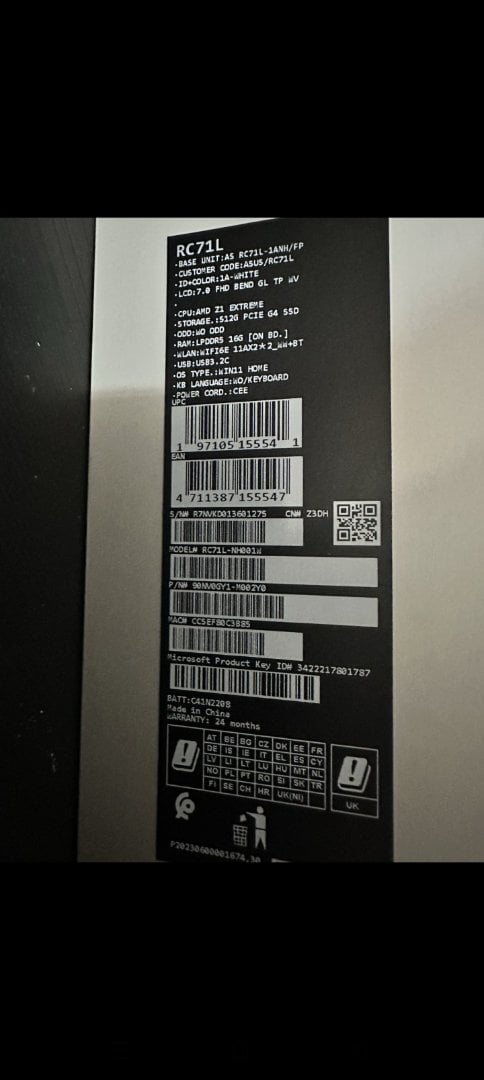 RC71L
BASE UNIT:AS RC71L-1ANH/FP
·CUSTOMER CODE:ASUS/RC71L
·ID+COLOR:1A-WHITE
·LCD:7.0 FHD BEND GL TP WV
·
·CPU:AMD Z1 EXTREME
·STORAGE.:512G PCIE G4 SSD
·ODD:WO ODD
·RAM:LPDDR5 16G [ON BD.]
·WLAN:WIFI6E 11AX2*2_WW+BT
·USB:USB3.2C
·OS TYPE.:WIN11 HOME
·KB LANGUAGE:WO/KEYBOARD
·POWER CORD.:CEE
UPC
1 97105 15554 1
EAN
4 711387 155547
S/N# R7NVKD013601275 CN# Z3DH
MODEL# RC71L-NH001W
P/N# 90NV0GY1-M002Y0
MAC# CC5EF80C3885
Microsoft Product Key ID# 3422217801787
BATT:C41N2208
Made in China
WARRANTY: 24 months
AT BE BG CZ DK EE FR
DE IS IE IT EL ES CY
LV LI LT LU HU MT NL
NO PL PT RO SI SK TR
FI SE CH HR UK(NI)
UK
P20230600001674.30